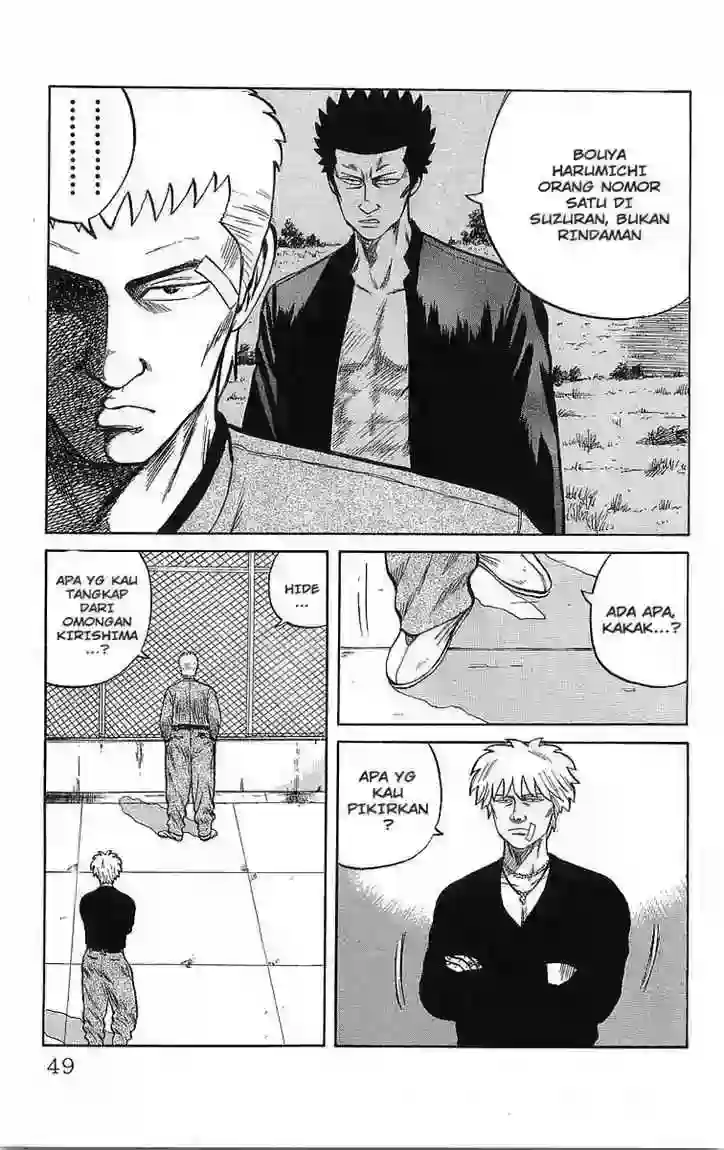 BOUYA
HARUMICHI
ORANG NOMOR
SATU DI
SUZURAN, BUKAN
RINDAMAN
..........
..........
ADA APA,
KAKAK...?
HIDE
...
APA YG KAU
TANGKAP
DARI
OMONGAN
KIRISHIMA
...?
APA YG
KAU
PIKIRKAN
?
49